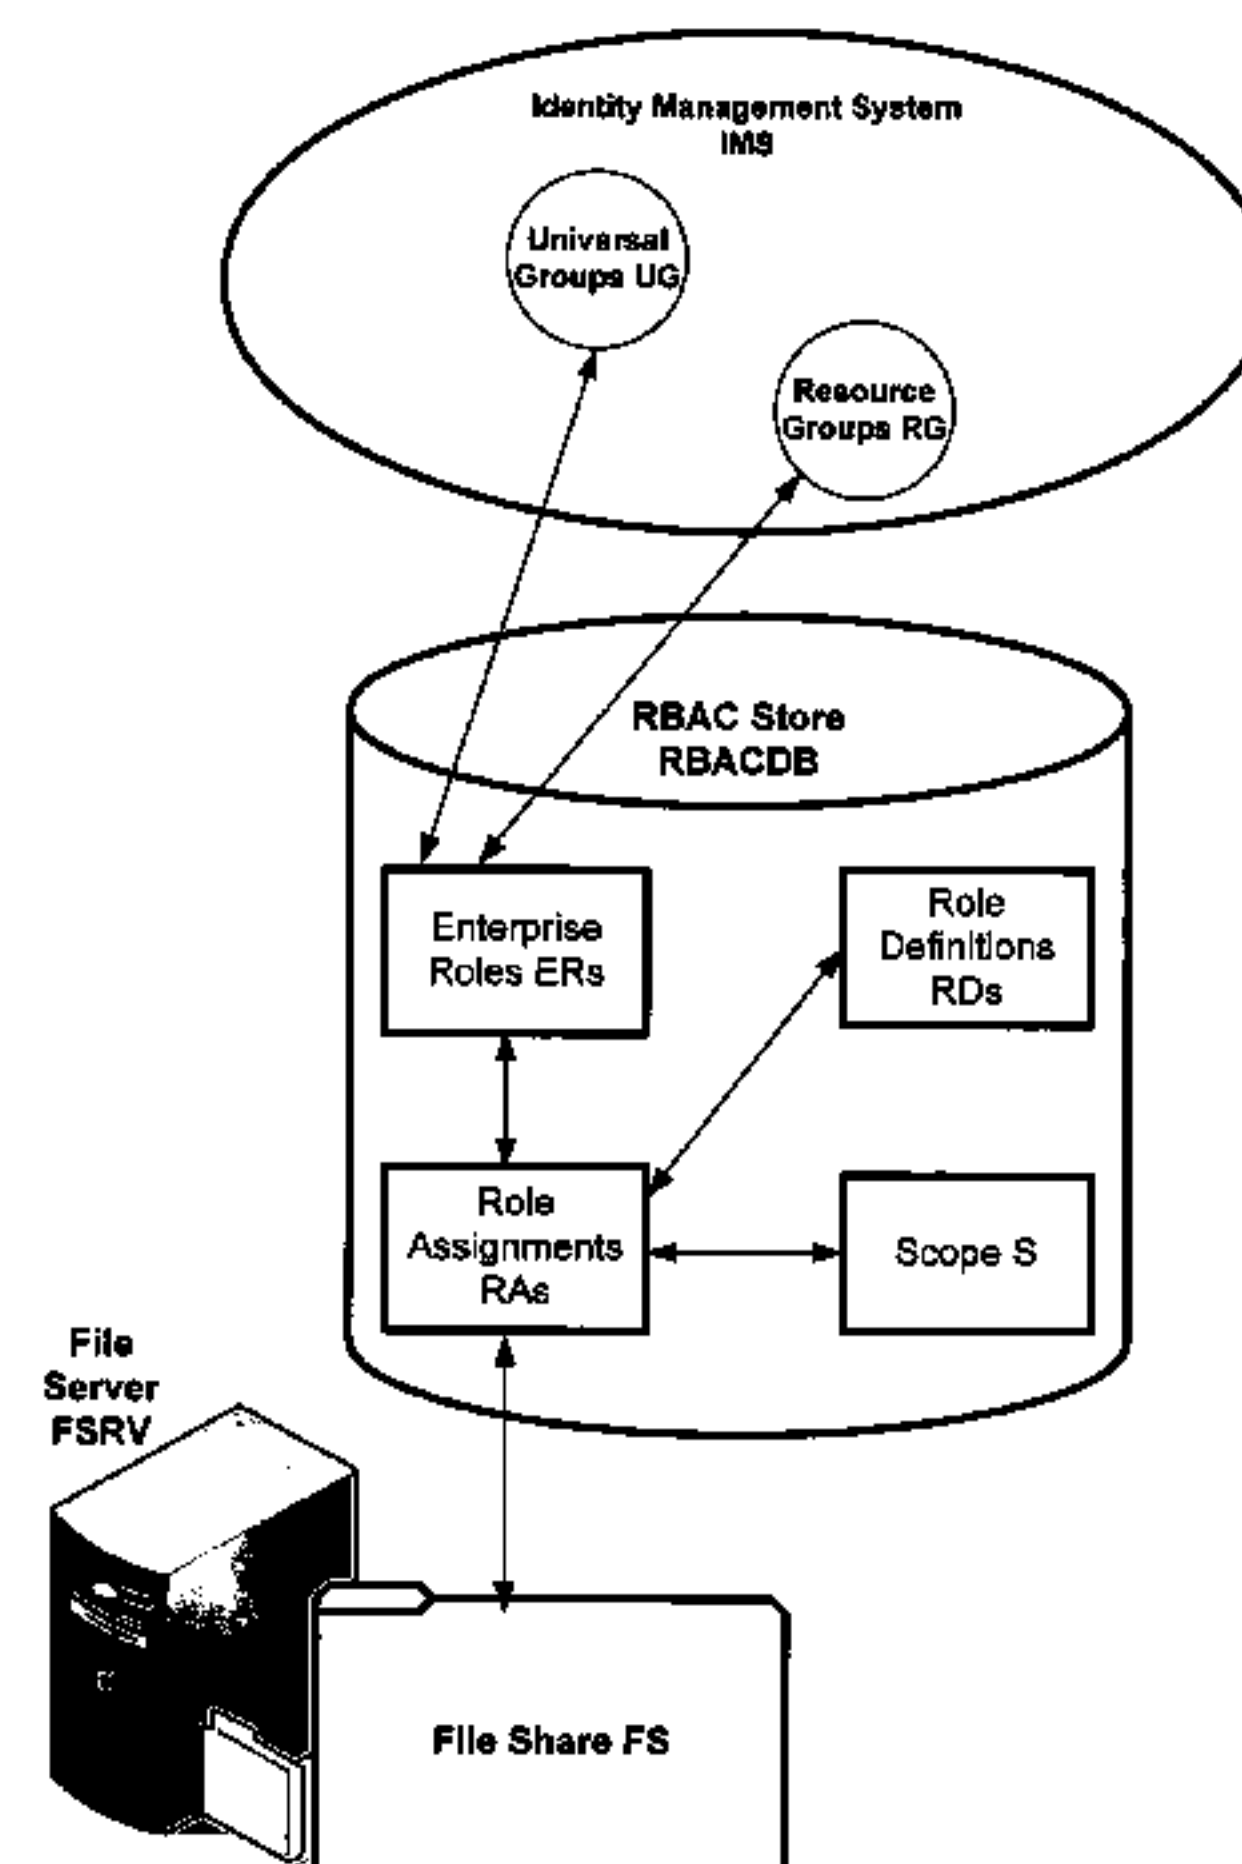 Identity Management System
IMS
Universal
Groups UG
Resource
Groups RG
RBAC Store
RBACDB
Enterprise
Roles ERs
Role
Definitions
RDs
Role
Assignments
RAs
Scope S
File
Server
FSRV
File Share FS